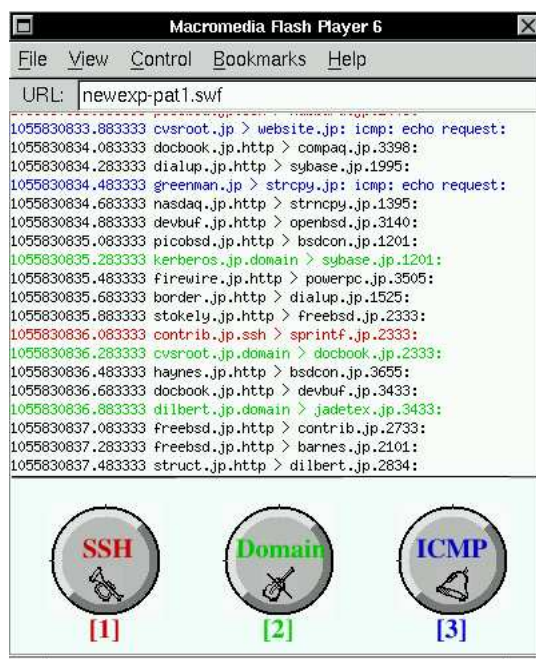 Macromedia Flash Player 6
File View Control Bookmarks Help
URL: newexp-pat1.swf
1055830833.883333 cvsroot.jp > website.jp: icmp: echo request:
1055830834.083333 docbook.jp.http > compaq.jp.3398:
1055830834.283333 dialup.jp.http > sybase.jp.1995:
1055830834.483333 greenman.jp > strcpy.jp: icmp: echo request:
1055830834.683333 nasdaq.jp.http > strncpy.jp.1395:
1055830834.883333 devbuf.jp.http > openbsd.jp.3140:
1055830835.083333 picobsd.jp.http > bsdcon.jp.1201:
1055830835.283333 kerberos.jp.domain > sybase.jp.1201:
1055830835.483333 firewire.jp.http > powerpc.jp.3505:
1055830835.683333 border.jp.http > dialup.jp.1525:
1055830835.883333 stokely.jp.http > freebsd.jp.2333:
1055830836.083333 contrib.jp.ssh > sprintf.jp.2333:
1055830836.283333 cvsroot.jp.domain > docbook.jp.2333:
1055830836.483333 haynes.jp.http > bsdcon.jp.3655:
1055830836.683333 docbook.jp.http > devbuf.jp.3433:
1055830836.883333 dilbert.jp.domain > jadetex.jp.3433:
1055830837.083333 freebsd.jp.http > contrib.jp.2733:
1055830837.283333 freebsd.jp.http > barnes.jp.2101:
1055830837.483333 struct.jp.http > dilbert.jp.2834:
SSH Domain ICMP
[1] [2] [3]